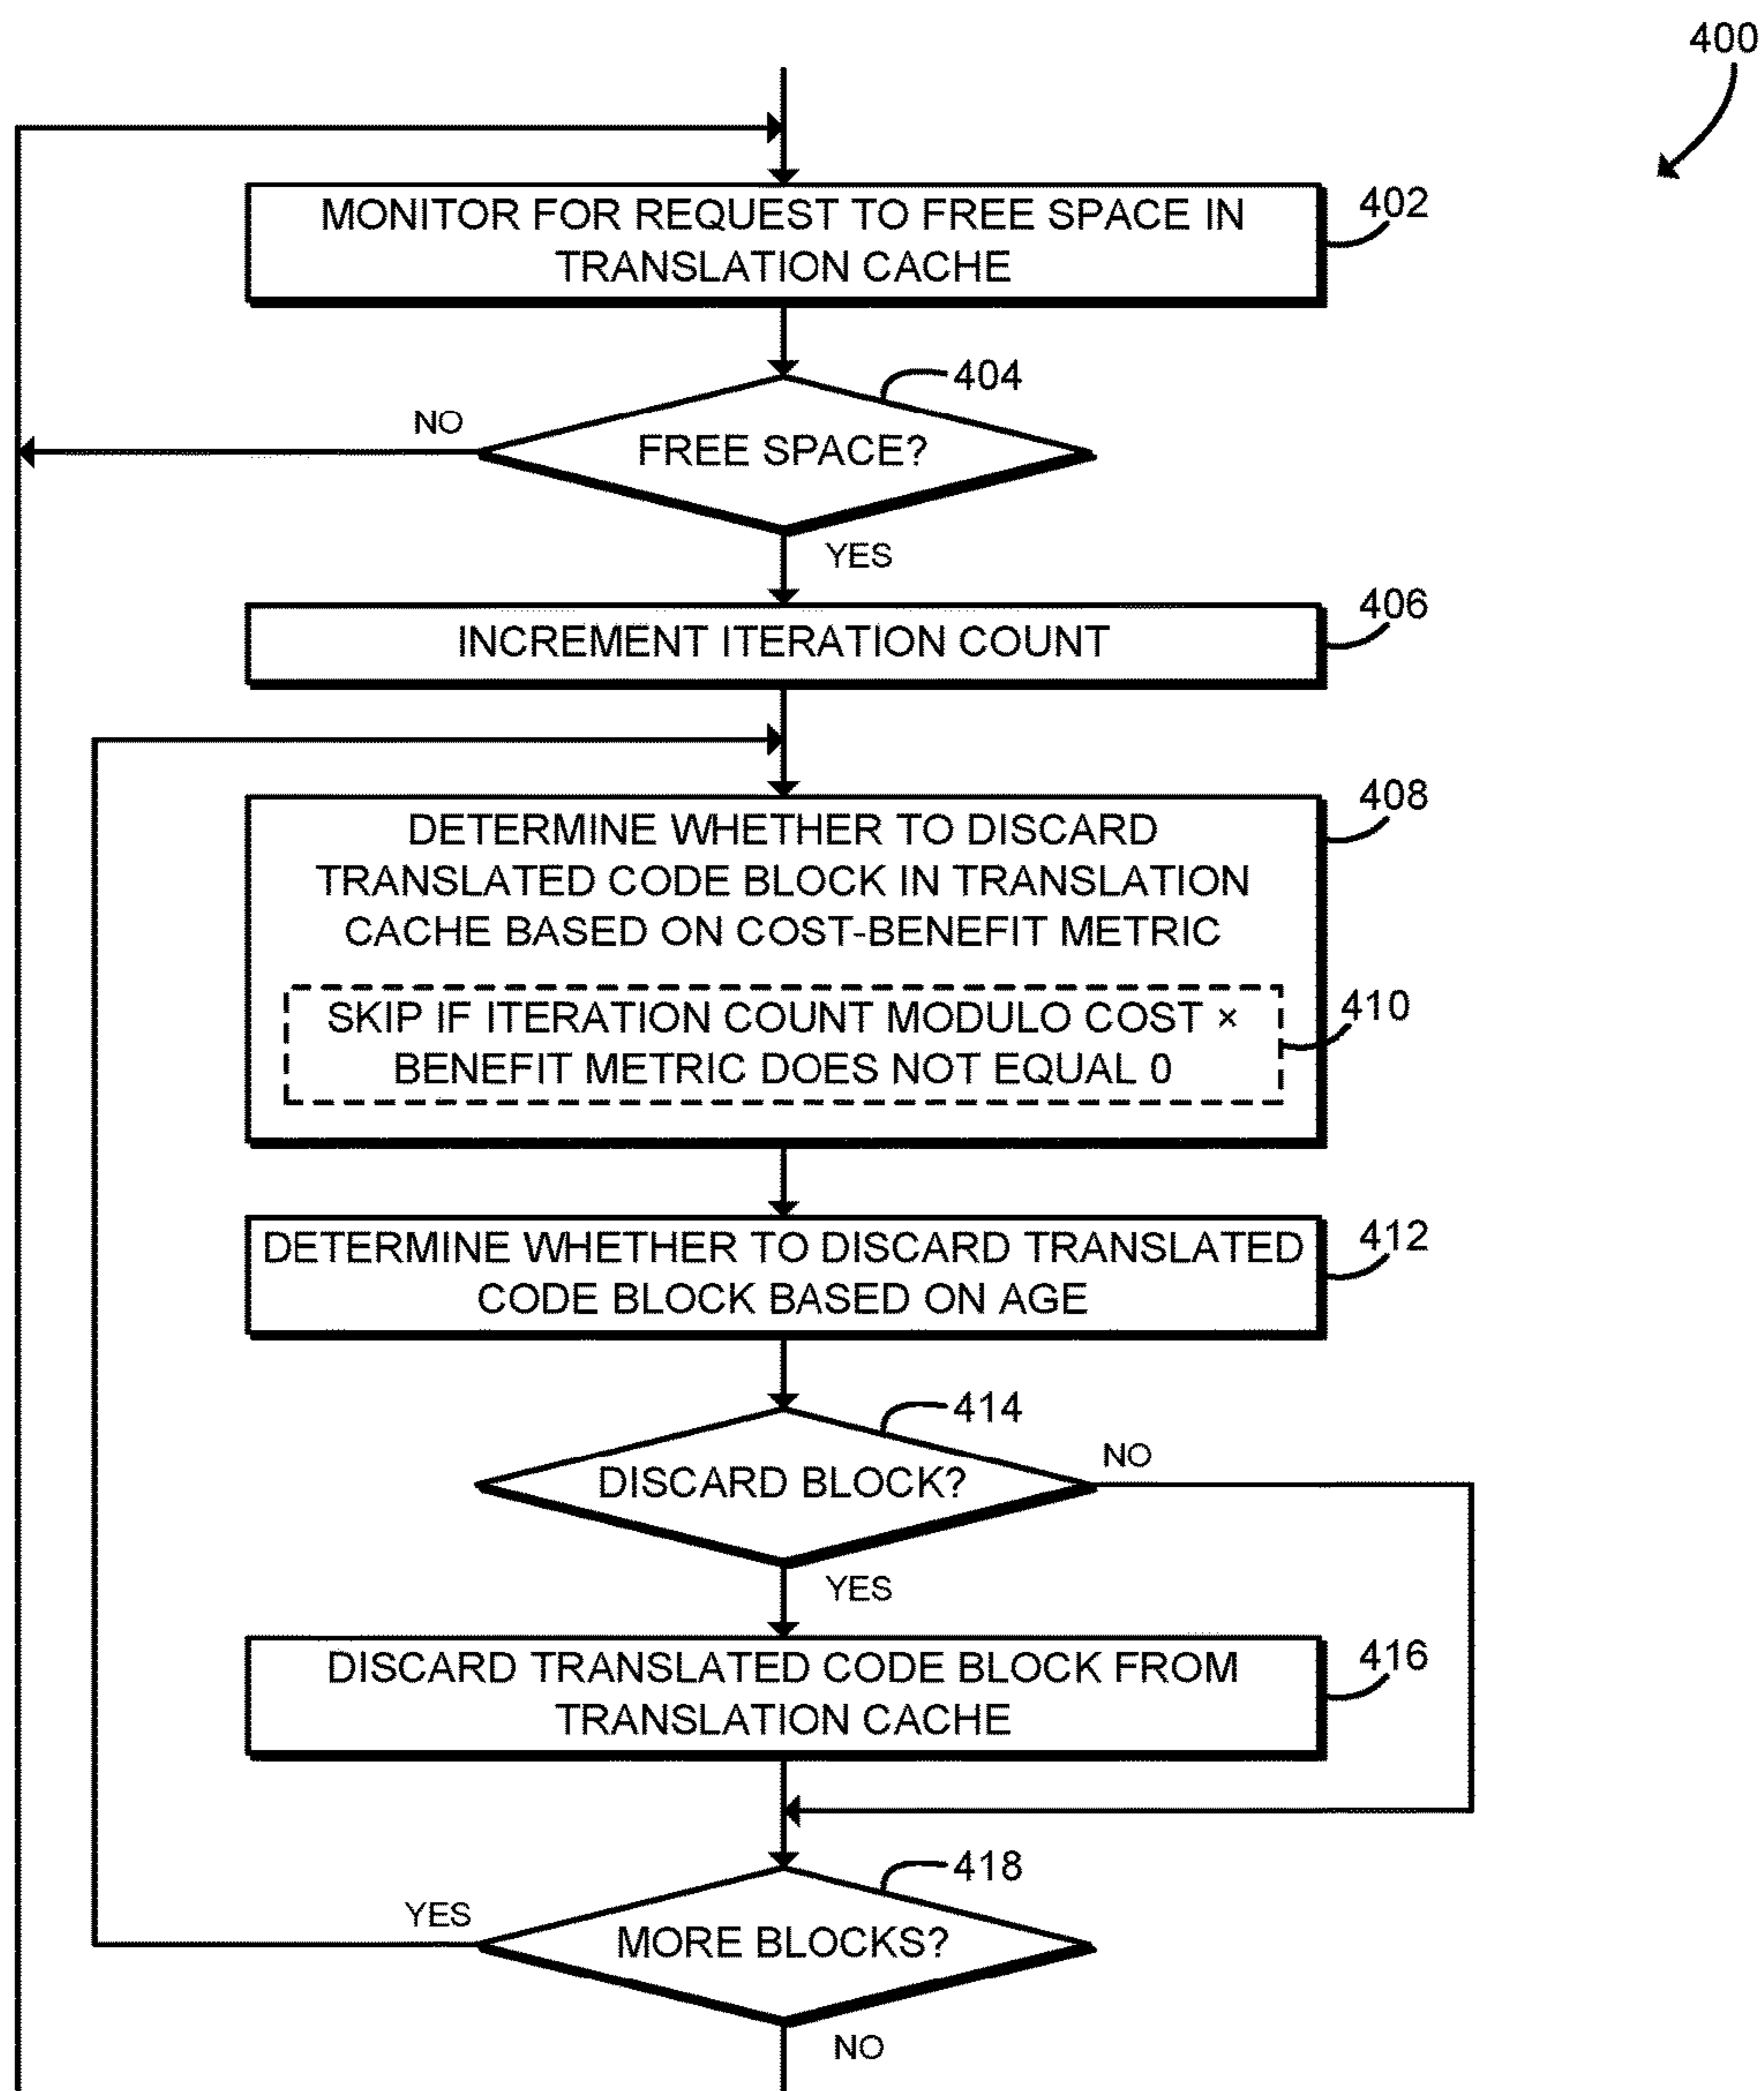 400
MONITOR FOR REQUEST TO FREE SPACE IN
TRANSLATION CACHE
402
404
FREE SPACE?
NO
YES
INCREMENT ITERATION COUNT
406
DETERMINE WHETHER TO DISCARD
TRANSLATED CODE BLOCK IN TRANSLATION
CACHE BASED ON COST-BENEFIT METRIC
408
SKIP IF ITERATION COUNT MODULO COST ×
BENEFIT METRIC DOES NOT EQUAL 0
410
DETERMINE WHETHER TO DISCARD TRANSLATED
CODE BLOCK BASED ON AGE
412
414
DISCARD BLOCK?
NO
YES
DISCARD TRANSLATED CODE BLOCK FROM
TRANSLATION CACHE
416
418
YES
MORE BLOCKS?
NO